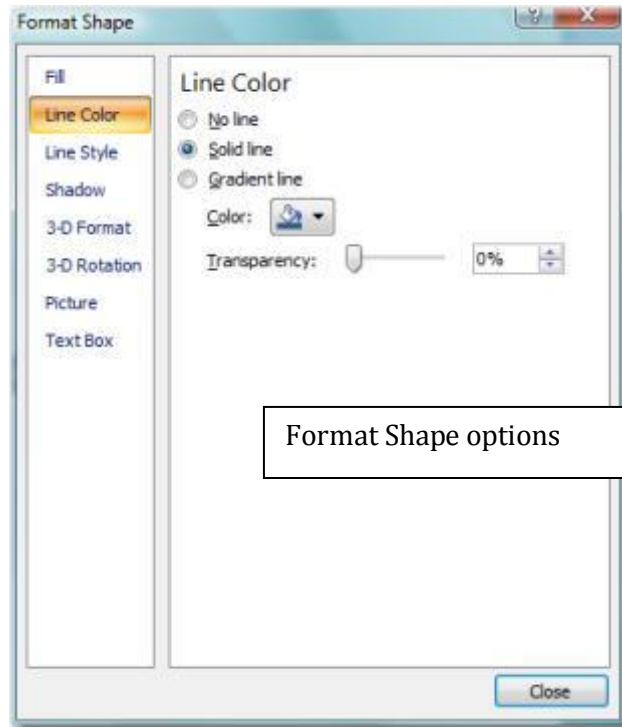 Format Shape
Fill
Line Color
Line Style
Shadow
3-D Format
3-D Rotation
Picture
Text Box
Line Color
No line
Solid line
Gradient line
Color:
Transparency: 0%
Format Shape options
Close